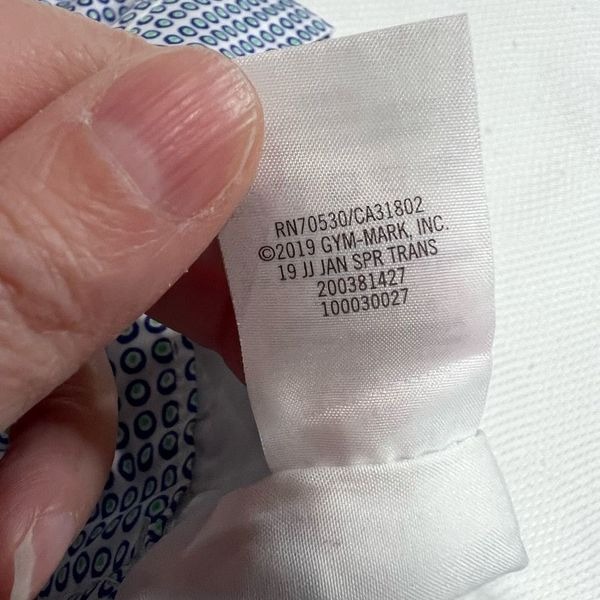 RN70530/CA31802
©2019 GYM-MARK, INC.
19 JJ JAN SPR TRANS
200381427
100030027